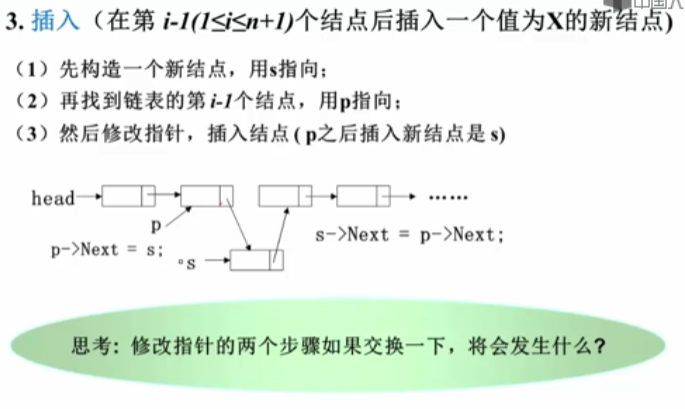 中国大
3. 插入（在第 i-1(1≤i≤n+1)个结点后插入一个值为X的新结点)
（1）先构造一个新结点，用s指向；
（2）再找到链表的第 i-1个结点，用p指向；
（3）然后修改指针，插入结点 ( p之后插入新结点是 s)
head
……
p
s->Next = p->Next;
p->Next = s;
s
思考：修改指针的两个步骤如果交换一下，将会发生什么？